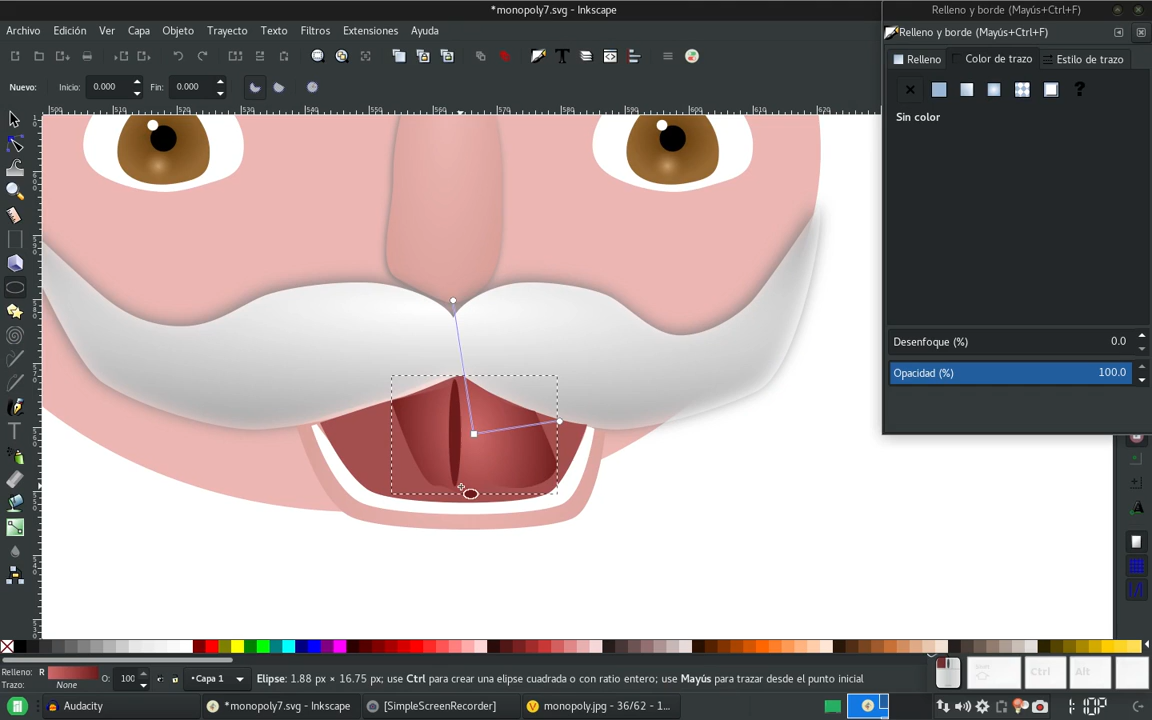 *monopoly7.svg - Inkscape
Relleno y borde (Mayús+Ctrl+F)
Archivo Edición Ver Capa Objeto Trayecto Texto Filtros Extensiones Ayuda
Relleno y borde (Mayús+Ctrl+F)
Relleno Color de trazo Estilo de trazo
Nuevo: Inicio: 0.000 Fin: 0.000
Sin color
Desenfoque (%) 0.0
Opacidad (%) 100.0
Relleno: R
Trazo: None
O: 100
•Capa 1
Elipse: 1.88 px × 16.75 px; use Ctrl para crear una elipse cuadrada o con ratio entero; use Mayús para trazar desde el punto inicial
Ctrl Alt
Audacity
*monopoly7.svg - Inkscape
[SimpleScreenRecorder]
monopoly.jpg - 36/62 - 1...